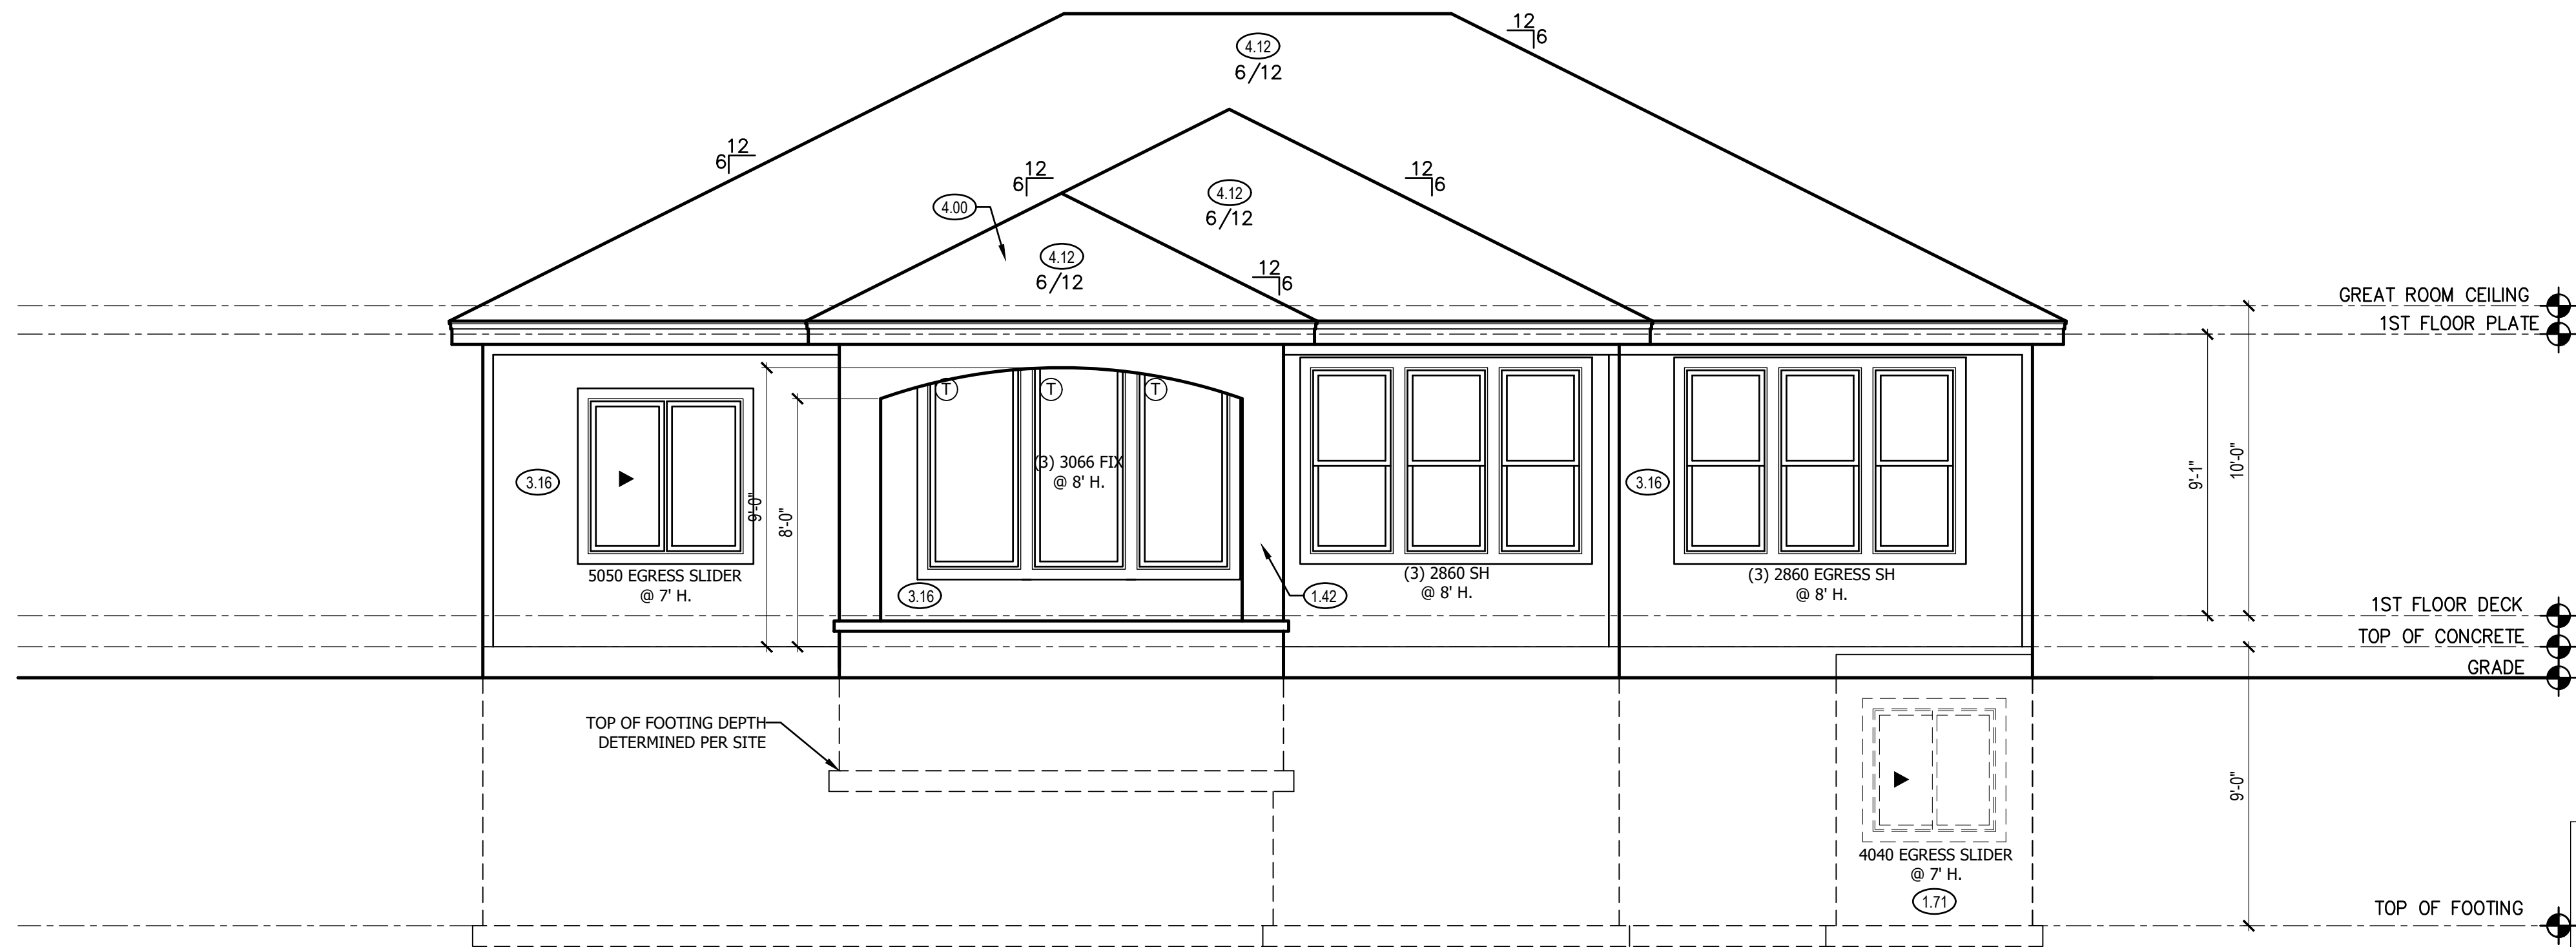 12
6
4.12
6/12
12
6
12
6
12
6
4.00
4.12
6/12
4.12
6/12
12
6
GREAT ROOM CEILING
1ST FLOOR PLATE
T
T
T
(3) 3066 FIX
@ 8' H.
3.16
3.16
9'-0"
8'-0"
9'-1"
10'-0"
5050 EGRESS SLIDER
@ 7' H.
3.16
1.42
(3) 2860 SH
@ 8' H.
(3) 2860 EGRESS SH
@ 8' H.
1ST FLOOR DECK
TOP OF CONCRETE
GRADE
TOP OF FOOTING DEPTH
DETERMINED PER SITE
9'-0"
4040 EGRESS SLIDER
@ 7' H.
1.71
TOP OF FOOTING